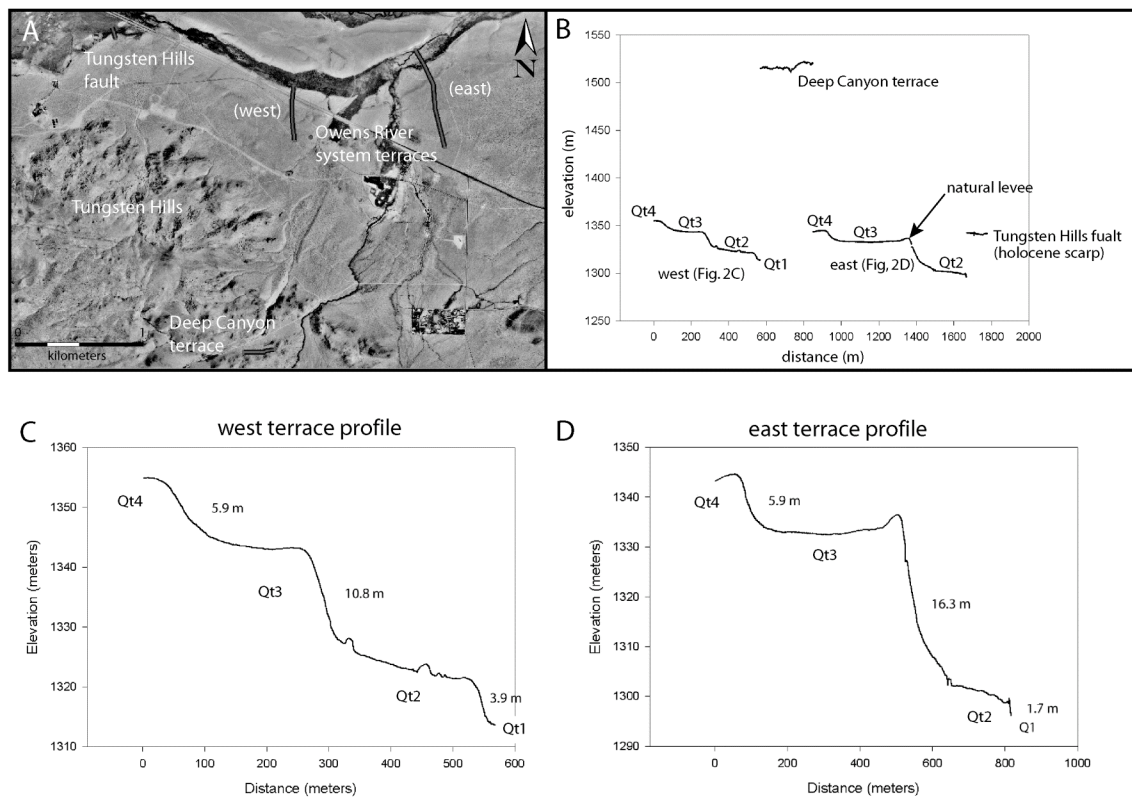 A
Tungsten Hills
fault
(west)
(east)
Owens River
system terraces
Tungsten Hills
Deep Canyon
terrace
0
1
kilometers
N
B
1550
1500
1450
1400
1350
1300
1250
elevation (m)
0 200 400 600 800 1000 1200 1400 1600 1800 2000
distance (m)
Deep Canyon terrace
natural levee
Qt4
Qt3
Qt2
Qt1
west (Fig. 2C)
Qt4
Qt3
Qt2
east (Fig, 2D)
Tungsten Hills fualt
(holocene scarp)
C
west terrace profile
1360
1350
1340
1330
1320
1310
Elevation (meters)
Qt4
5.9 m
Qt3
10.8 m
Qt2
3.9 m
Qt1
0 100 200 300 400 500 600
Distance (meters)
D
east terrace profile
1350
1340
1330
1320
1310
1300
1290
Elevation (meters)
Qt4
5.9 m
Qt3
16.3 m
Qt2
1.7 m
Q1
0 200 400 600 800 1000
Distance (meters)